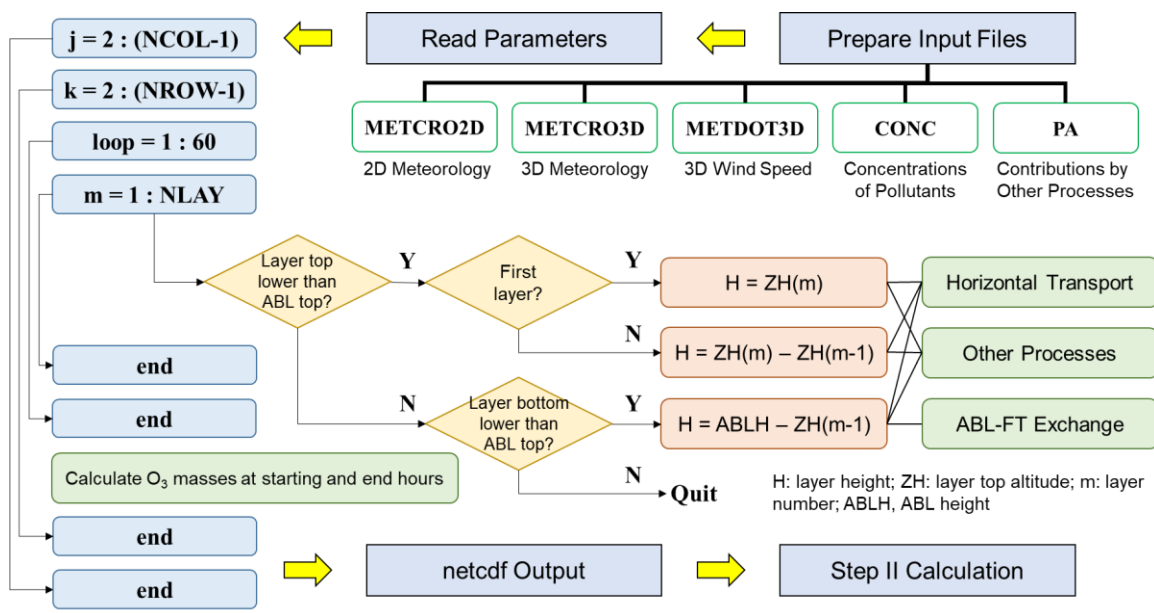 j = 2 : (NCOL-1)
Read Parameters
Prepare Input Files
k = 2 : (NROW-1)
loop = 1 : 60
m = 1 : NLAY
METCRO2D
METCRO3D
METDOT3D
CONC
PA
2D Meteorology
3D Meteorology
3D Wind Speed
Concentrations
of Pollutants
Contributions by
Other Processes
Layer top
lower than
ABL top?
Y
First
layer?
Y
H = ZH(m)
Horizontal Transport
N
H = ZH(m) – ZH(m-1)
Other Processes
end
N
Layer bottom
lower than
ABL top?
Y
H = ABLH – ZH(m-1)
ABL-FT Exchange
end
Calculate O₃ masses at starting and end hours
N
Quit
H: layer height; ZH: layer top altitude; m: layer
number; ABLH, ABL height
end
netcdf Output
Step II Calculation
end